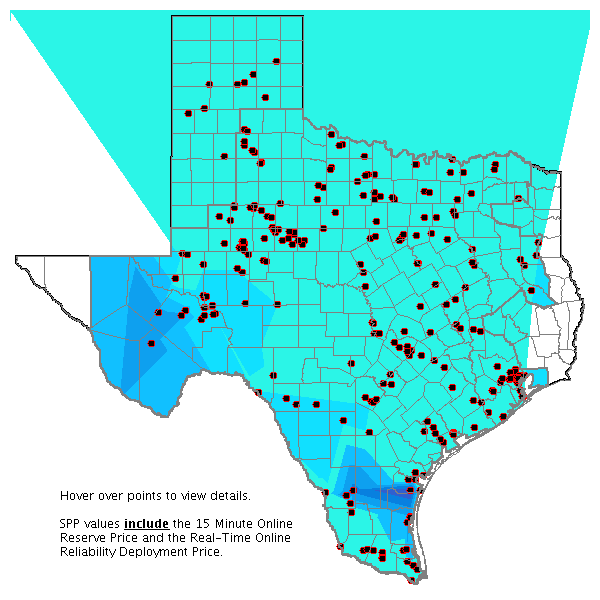 Hover over points to view details.
SPP values include the 15 Minute Online
Reserve Price and the Real-Time Online
Reliability Deployment Price.